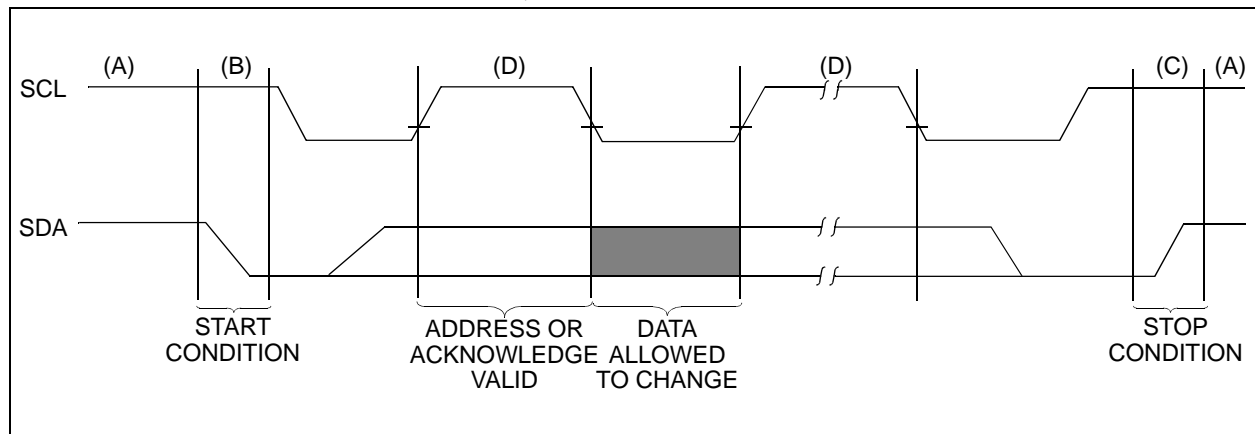 (A) (B) (D) (D) (C) (A)
SCL
SDA
START
CONDITION
ADDRESS OR
ACKNOWLEDGE
VALID
DATA
ALLOWED
TO CHANGE
STOP
CONDITION